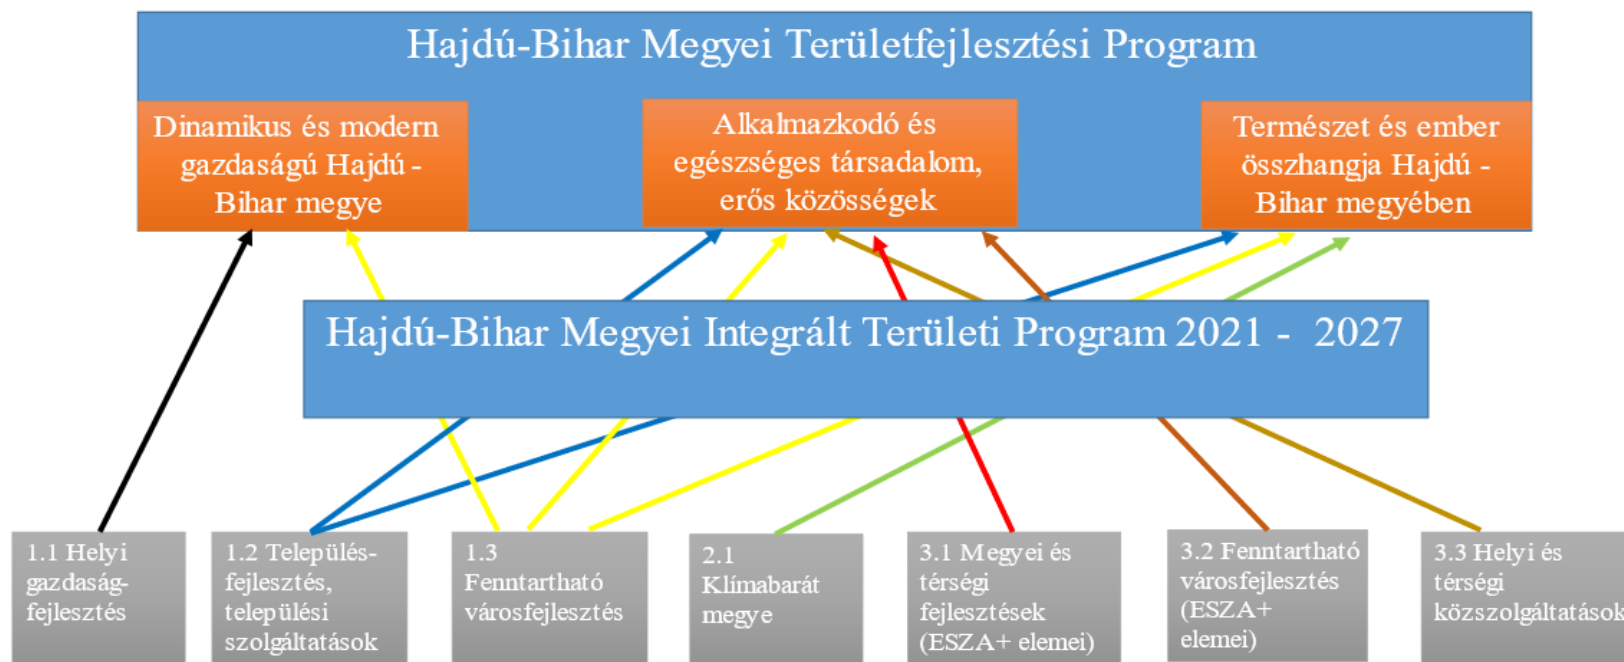 Hajdú-Bihar Megyei Területfejlesztési Program
Dinamikus és modern
gazdaságú Hajdú -
Bihar megye
Alkalmazkodó és
egészséges társadalom,
erős közösségek
Természet és ember
összhangja Hajdú -
Bihar megyében
Hajdú-Bihar Megyei Integrált Területi Program 2021 - 2027
1.1 Helyi
gazdaság-
fejlesztés
1.2 Település-
fejlesztés,
települési
szolgáltatások
1.3
Fenntartható
városfejlesztés
2.1
Klímabarát
megye
3.1 Megyei és
térségi
fejlesztések
(ESZA+ elemei)
3.2 Fenntartható
városfejlesztés
(ESZA+
elemei)
3.3 Helyi és
térségi
közszolgáltatások